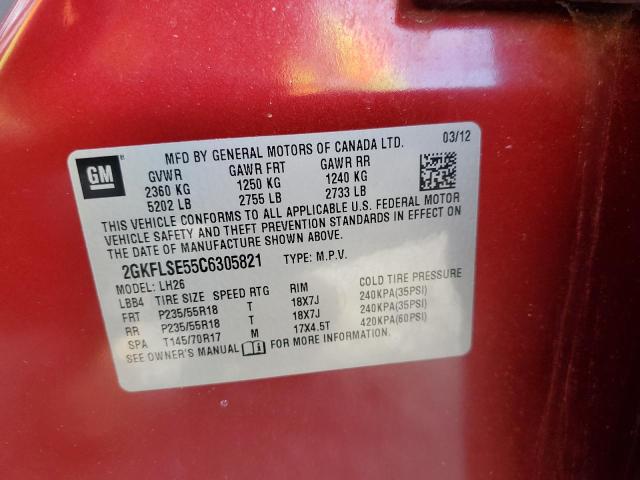 GM
MFD BY GENERAL MOTORS OF CANADA LTD. 03/12
GVWR GAWR FRT GAWR RR
2360 KG 1250 KG 1240 KG
5202 LB 2755 LB 2733 LB
THIS VEHICLE CONFORMS TO ALL APPLICABLE U.S. FEDERAL MOTOR
VEHICLE SAFETY AND THEFT PREVENTION STANDARDS IN EFFECT ON
THE DATE OF MANUFACTURE SHOWN ABOVE.
2GKFLSE55C6305821 TYPE: M.P.V.
MODEL: LH26
LBB4 TIRE SIZE SPEED RTG RIM COLD TIRE PRESSURE
FRT P235/55R18 T 18X7J 240KPA(35PSI)
RR P235/55R18 T 18X7J 240KPA(35PSI)
SPA T145/70R17 M 17X4.5T 420KPA(60PSI)
SEE OWNER'S MANUAL FOR MORE INFORMATION.